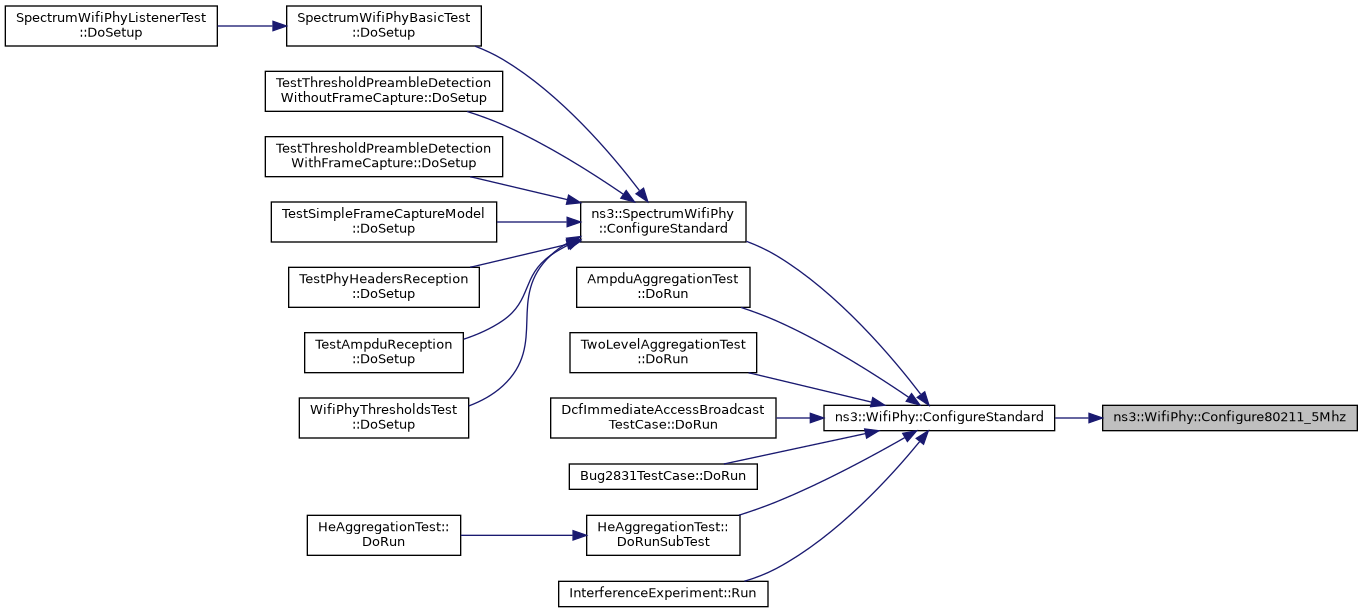 SpectrumWifiPhyListenerTest
::DoSetup
SpectrumWifiPhyBasicTest
::DoSetup
TestThresholdPreambleDetection
WithoutFrameCapture::DoSetup
TestThresholdPreambleDetection
WithFrameCapture::DoSetup
TestSimpleFrameCaptureModel
::DoSetup
TestPhyHeadersReception
::DoSetup
TestAmpduReception
::DoSetup
WifiPhyThresholdsTest
::DoSetup
ns3::SpectrumWifiPhy
::ConfigureStandard
AmpduAggregationTest
::DoRun
TwoLevelAggregationTest
::DoRun
DcfImmediateAccessBroadcast
TestCase::DoRun
Bug2831TestCase::DoRun
HeAggregationTest::
DoRun
HeAggregationTest::
DoRunSubTest
InterferenceExperiment::Run
ns3::WifiPhy::ConfigureStandard
ns3::WifiPhy::Configure80211_5Mhz